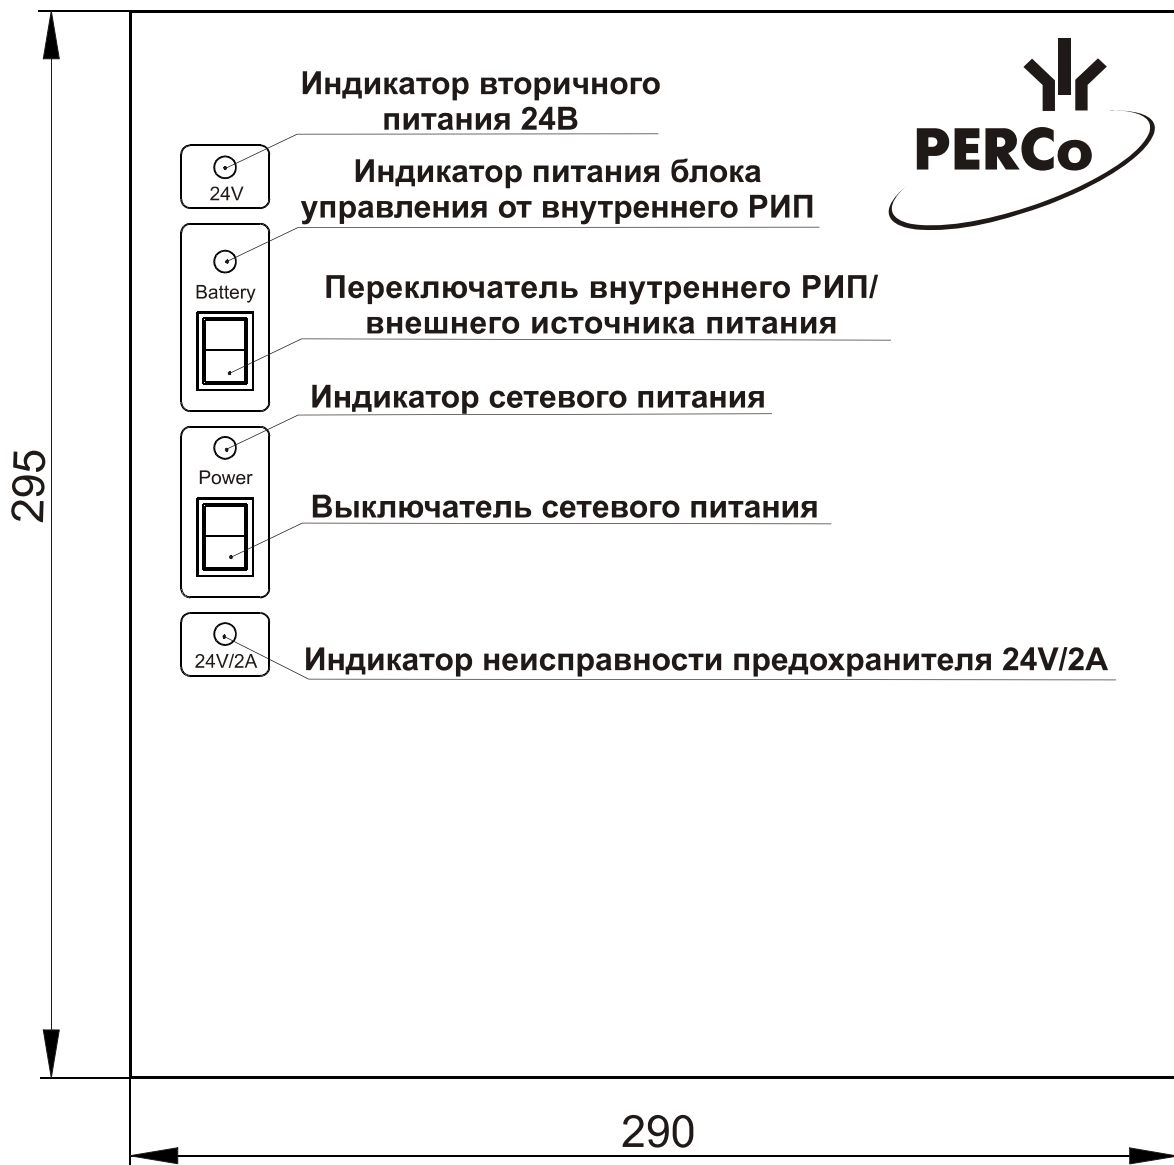 Индикатор вторичного
питания 24В
PERCo
24V
Индикатор питания блока
управления от внутреннего РИП
Battery
Переключатель внутреннего РИП/
внешнего источника питания
Индикатор сетевого питания
Power
Выключатель сетевого питания
24V/2A
Индикатор неисправности предохранителя 24V/2A
295
290